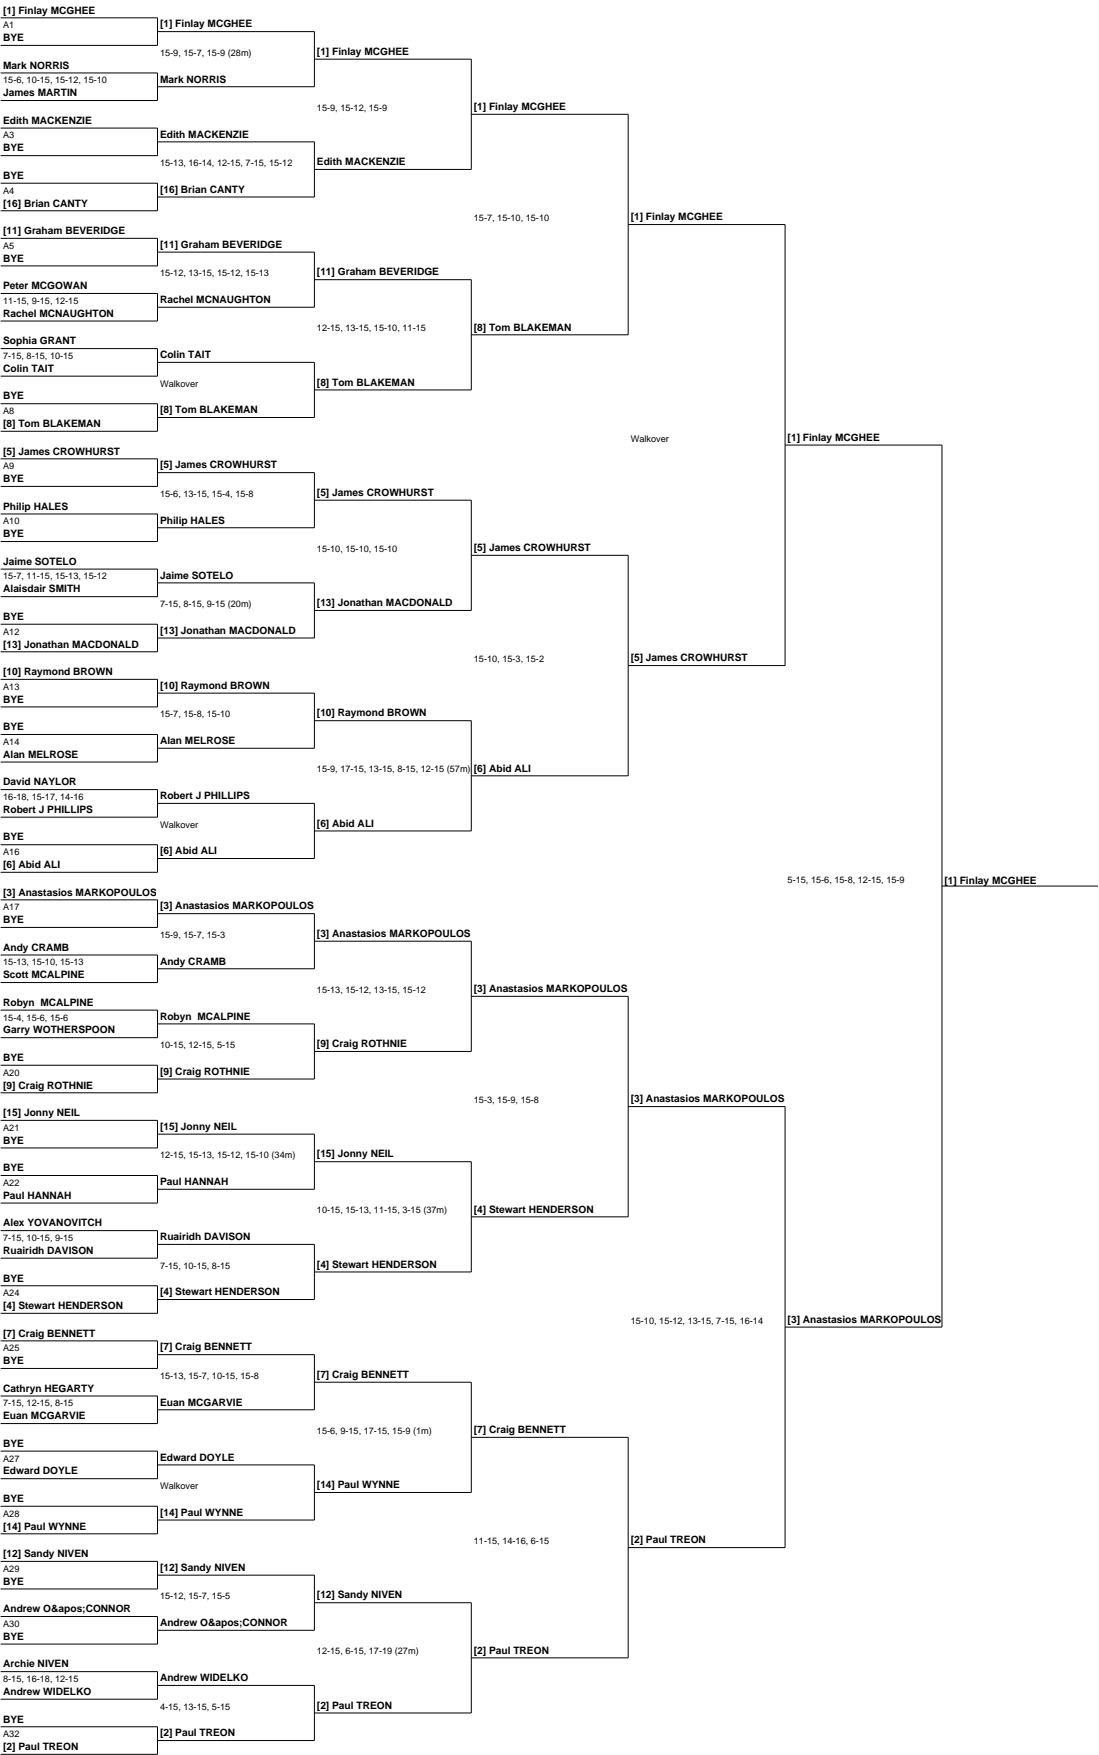 [1] Finlay MCGHEE
A1
BYE
[1] Finlay MCGHEE
15-9, 15-7, 15-9 (28m)
[1] Finlay MCGHEE
Mark NORRIS
15-6, 10-15, 15-12, 15-10
James MARTIN
Mark NORRIS
15-9, 15-12, 15-9
[1] Finlay MCGHEE
Edith MACKENZIE
A3
BYE
Edith MACKENZIE
15-13, 16-14, 12-15, 7-15, 15-12
Edith MACKENZIE
BYE
A4
[16] Brian CANTY
[16] Brian CANTY
15-7, 15-10, 15-10
[1] Finlay MCGHEE
[11] Graham BEVERIDGE
A5
BYE
[11] Graham BEVERIDGE
15-12, 13-15, 15-12, 15-13
[11] Graham BEVERIDGE
Peter MCGOWAN
11-15, 9-15, 12-15
Rachel MCNAUGHTON
Rachel MCNAUGHTON
12-15, 13-15, 15-10, 11-15
[8] Tom BLAKEMAN
Sophia GRANT
7-15, 8-15, 10-15
Colin TAIT
Colin TAIT
Walkover
[8] Tom BLAKEMAN
BYE
A8
[8] Tom BLAKEMAN
[8] Tom BLAKEMAN
Walkover
[1] Finlay MCGHEE
[5] James CROWHURST
A9
BYE
[5] James CROWHURST
15-6, 13-15, 15-4, 15-8
[5] James CROWHURST
Philip HALES
A10
BYE
Philip HALES
15-10, 15-10, 15-10
[5] James CROWHURST
Jaime SOTELO
15-7, 11-15, 15-13, 15-12
Alaisdair SMITH
Jaime SOTELO
7-15, 8-15, 9-15 (20m)
[13] Jonathan MACDONALD
BYE
A12
[13] Jonathan MACDONALD
[13] Jonathan MACDONALD
15-10, 15-3, 15-2
[5] James CROWHURST
[10] Raymond BROWN
A13
BYE
[10] Raymond BROWN
15-7, 15-8, 15-10
[10] Raymond BROWN
BYE
A14
Alan MELROSE
Alan MELROSE
15-9, 17-15, 13-15, 8-15, 12-15 (57m)
[6] Abid ALI
David NAYLOR
16-18, 15-17, 14-16
Robert J PHILLIPS
Robert J PHILLIPS
Walkover
[6] Abid ALI
BYE
A16
[6] Abid ALI
[6] Abid ALI
5-15, 15-6, 15-8, 12-15, 15-9
[1] Finlay MCGHEE
[3] Anastasios MARKOPOULOS
A17
BYE
[3] Anastasios MARKOPOULOS
15-9, 15-7, 15-3
[3] Anastasios MARKOPOULOS
Andy CRAMB
15-13, 15-10, 15-13
Scott MCALPINE
Andy CRAMB
15-13, 15-12, 13-15, 15-12
[3] Anastasios MARKOPOULOS
Robyn  MCALPINE
15-4, 15-6, 15-6
Garry WOTHERSPOON
Robyn  MCALPINE
10-15, 12-15, 5-15
[9] Craig ROTHNIE
BYE
A20
[9] Craig ROTHNIE
[9] Craig ROTHNIE
15-3, 15-9, 15-8
[3] Anastasios MARKOPOULOS
[15] Jonny NEIL
A21
BYE
[15] Jonny NEIL
12-15, 15-13, 15-12, 15-10 (34m)
[15] Jonny NEIL
BYE
A22
Paul HANNAH
Paul HANNAH
10-15, 15-13, 11-15, 3-15 (37m)
[4] Stewart HENDERSON
Alex YOVANOVITCH
7-15, 10-15, 9-15
Ruairidh DAVISON
Ruairidh DAVISON
7-15, 10-15, 8-15
[4] Stewart HENDERSON
BYE
A24
[4] Stewart HENDERSON
[4] Stewart HENDERSON
15-10, 15-12, 13-15, 7-15, 16-14
[3] Anastasios MARKOPOULOS
[7] Craig BENNETT
A25
BYE
[7] Craig BENNETT
15-13, 15-7, 10-15, 15-8
[7] Craig BENNETT
Cathryn HEGARTY
7-15, 12-15, 8-15
Euan MCGARVIE
Euan MCGARVIE
15-6, 9-15, 17-15, 15-9 (1m)
[7] Craig BENNETT
BYE
A27
Edward DOYLE
Edward DOYLE
Walkover
[14] Paul WYNNE
BYE
A28
[14] Paul WYNNE
[14] Paul WYNNE
11-15, 14-16, 6-15
[2] Paul TREON
[12] Sandy NIVEN
A29
BYE
[12] Sandy NIVEN
15-12, 15-7, 15-5
[12] Sandy NIVEN
Andrew O&apos;CONNOR
A30
BYE
Andrew O&apos;CONNOR
12-15, 6-15, 17-19 (27m)
[2] Paul TREON
Archie NIVEN
8-15, 16-18, 12-15
Andrew WIDELKO
Andrew WIDELKO
4-15, 13-15, 5-15
[2] Paul TREON
BYE
A32
[2] Paul TREON
[2] Paul TREON